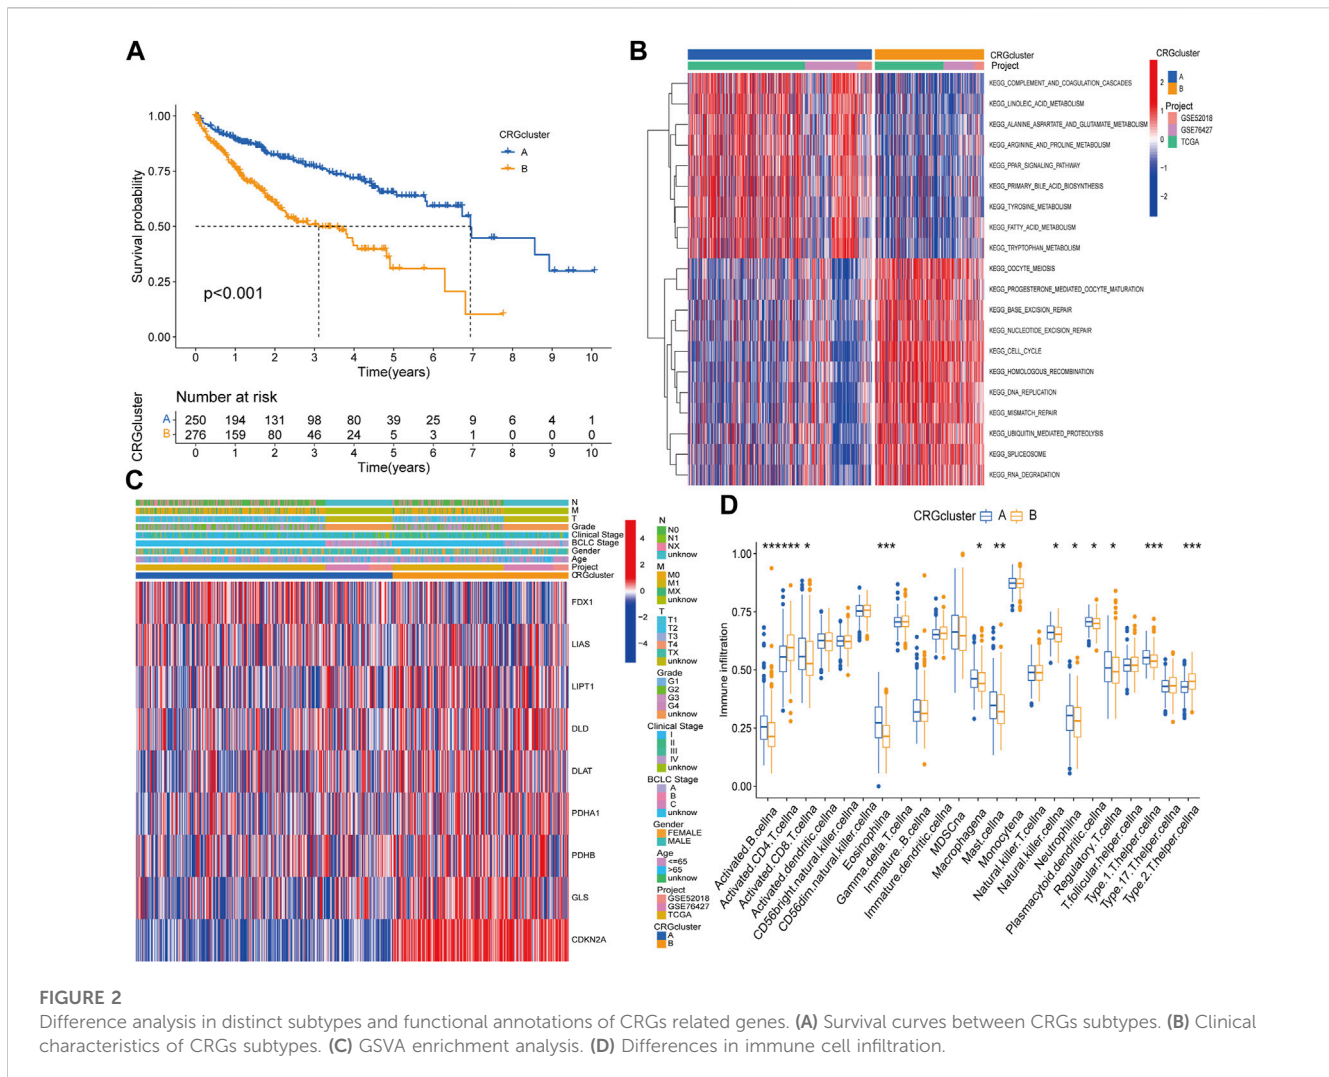 A
CRGcluster
A
B
Survival probability
1.00
0.75
0.50
0.25
0.00
p<0.001
0 1 2 3 4 5 6 7 8 9 10
Time(years)
Number at risk
CRGcluster
A 250 194 131 98 80 39 25 9 6 4 1
B 276 159 80 46 24 5 3 1 0 0 0
0 1 2 3 4 5 6 7 8 9 10
Time(years)
B
CRGcluster
Project
KEGG_COMPLEMENT_AND_COAGULATION_CASCADES
KEGG_LINOLEIC_ACID_METABOLISM
KEGG_ALANINE_ASPARTATE_AND_GLUTAMATE_METABOLISM
KEGG_ARGININE_AND_PROLINE_METABOLISM
KEGG_PPAR_SIGNALING_PATHWAY
KEGG_PRIMARY_BILE_ACID_BIOSYNTHESIS
KEGG_TYROSINE_METABOLISM
KEGG_FATTY_ACID_METABOLISM
KEGG_TRYPTOPHAN_METABOLISM
KEGG_OOCYTE_MEIOSIS
KEGG_PROGESTERONE_MEDIATED_OOCYTE_MATURATION
KEGG_BASE_EXCISION_REPAIR
KEGG_NUCLEOTIDE_EXCISION_REPAIR
KEGG_CELL_CYCLE
KEGG_HOMOLOGOUS_RECOMBINATION
KEGG_DNA_REPLICATION
KEGG_MISMATCH_REPAIR
KEGG_UBIQUITIN_MEDIATED_PROTEOLYSIS
KEGG_SPLICEOSOME
KEGG_RNA_DEGRADATION
2
1
0
−1
−2
CRGcluster
A
B
Project
GSE52018
GSE76427
TCGA
C
N
M
T
Grade
Clinical Stage
BCLC Stage
Gender
Age
Project
CRGcluster
FDX1
LIAS
LIPT1
DLD
DLAT
PDHA1
PDHB
GLS
CDKN2A
4
2
0
−2
−4
N
N0
N1
NX
unknow
M
M0
M1
MX
unknow
T
T1
T2
T3
T4
TX
unknow
Grade
G1
G2
G3
G4
unknow
Clinical Stage
I
II
III
IV
unknow
BCLC Stage
A
B
C
unknow
Gender
FEMALE
MALE
Age
<=65
>65
unknow
Project
GSE52018
GSE76427
TCGA
CRGcluster
A
B
D
CRGcluster A B
Immune infiltration
1.00
0.75
0.50
0.25
0.00
*** *** * *** * ** * * * * *** ***
Activated.B.cellna
Activated.CD4.T.cellna
Activated.CD8.T.cellna
Activated.dendritic.cellna
CD56bright.natural.killer.cellna
CD56dim.natural.killer.cellna
Eosinophilna
Gamma.delta.T.cellna
Immature..B.cellna
Immature.dendritic.cellna
MDSCna
Macrophagena
Mast.cellna
Monocytena
Natural.killer.T.cellna
Natural.killer.cellna
Neutrophilna
Plasmacytoid.dendritic.cellna
Regulatory.T.cellna
T.follicular.helper.cellna
Type.1.T.helper.cellna
Type.17.T.helper.cellna
Type.2.T.helper.cellna
FIGURE 2
Difference analysis in distinct subtypes and functional annotations of CRGs related genes. (A) Survival curves between CRGs subtypes. (B) Clinical
characteristics of CRGs subtypes. (C) GSVA enrichment analysis. (D) Differences in immune cell infiltration.